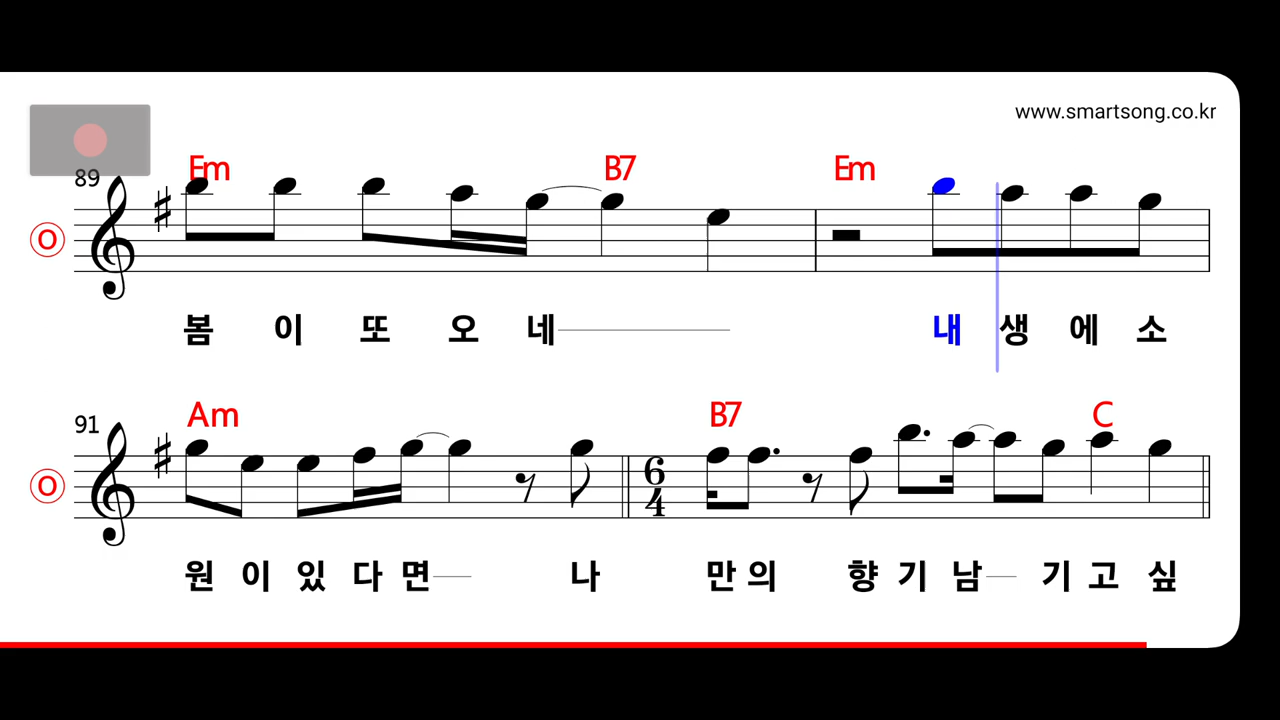 www.smartsong.co.kr
Em B7 Em
89
O
봄 이 또 오 네 내 생 에 소
Am B7 C
91
O
6
4
원 이 있 다 면 나 만 의 향 기 남 기 고 싶